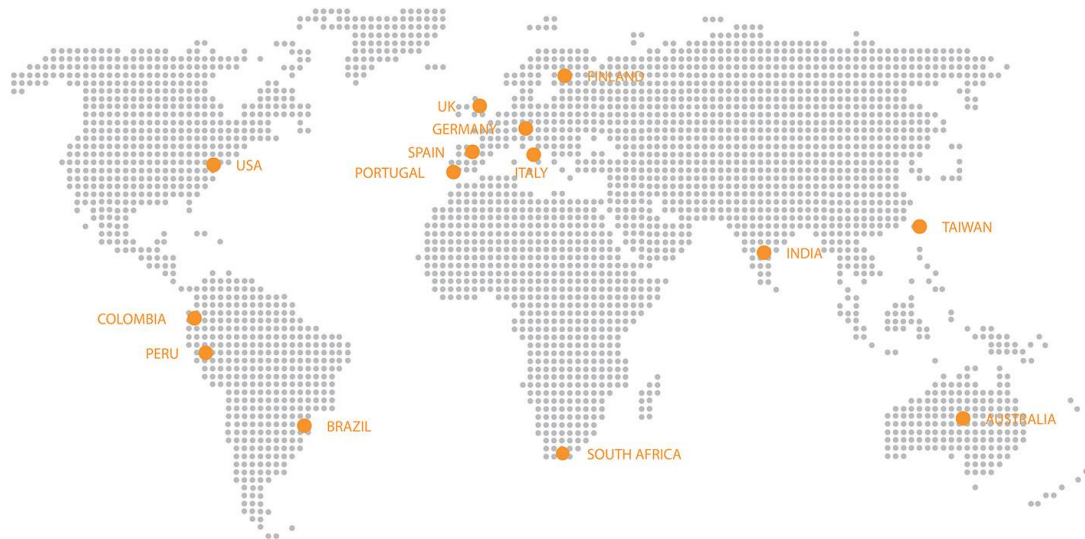 FINLAND
UK
GERMANY
SPAIN
USA
PORTUGAL
ITALY
TAIWAN
INDIA
COLOMBIA
PERU
AUSTRALIA
BRAZIL
SOUTH AFRICA